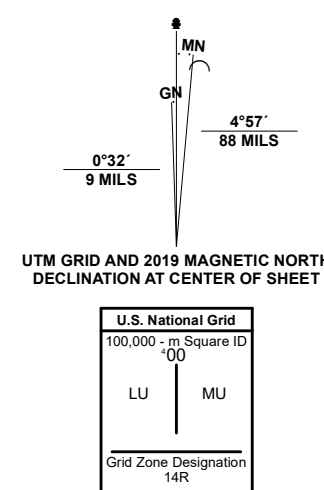 MN
GN
4°57´
88 MILS
0°32´
9 MILS
UTM GRID AND 2019 MAGNETIC NORTH
DECLINATION AT CENTER OF SHEET
U.S. National Grid
100,000 - m Square ID
⁴00
LU MU
Grid Zone Designation
14R